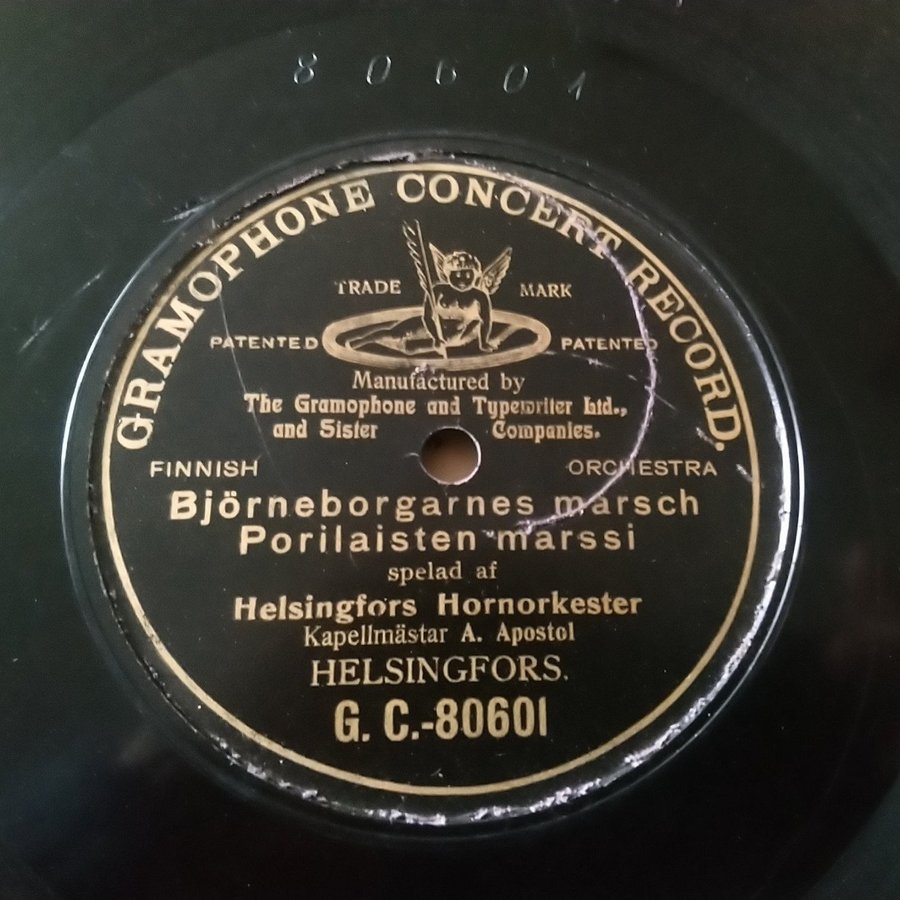 80601
GRAMOPHONE CONCERT RECORD.
TRADE MARK
PATENTED PATENTED
Manufactured by
The Gramophone and Typewriter Ltd.,
and Sister Companies.
FINNISH ORCHESTRA
Björneborgarnes marsch
Porilaisten marssi
spelad af
Helsingfors Hornorkester
Kapellmästar A. Apostol
HELSINGFORS.
G. C.-80601